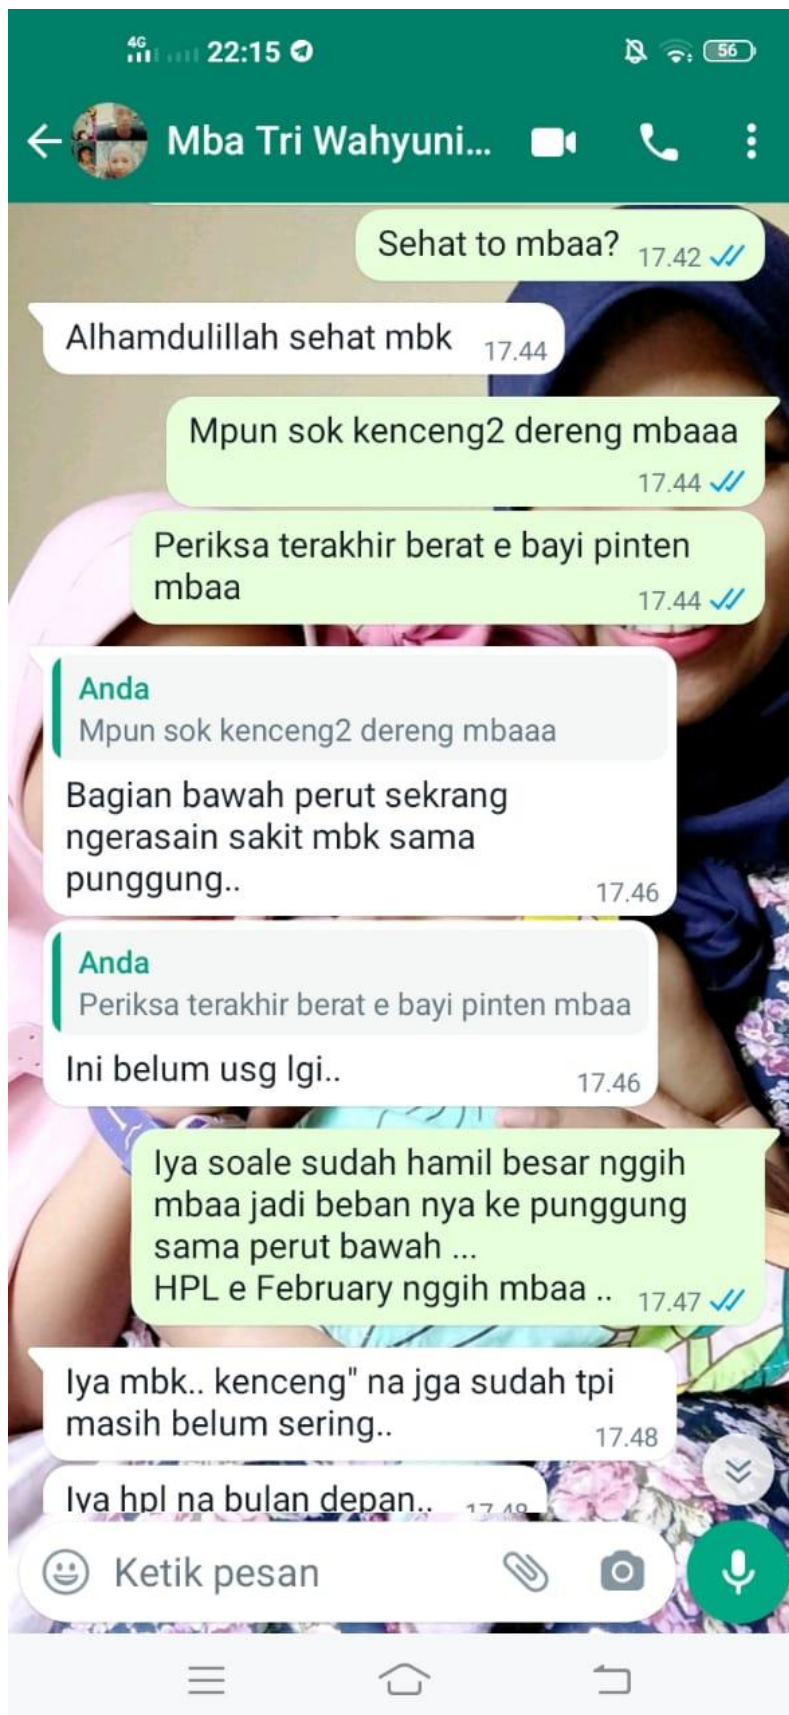 4G 22:15 56
Mba Tri Wahyuni...
Sehat to mbaa? 17.42
Alhamdulillah sehat mbk 17.44
Mpun sok kenceng2 dereng mbaaa
17.44
Periksa terakhir berat e bayi pinten
mbaa 17.44
Anda
Mpun sok kenceng2 dereng mbaaa
Bagian bawah perut sekrang
ngerasain sakit mbk sama
punggung.. 17.46
Anda
Periksa terakhir berat e bayi pinten mbaa
Ini belum usg lgi.. 17.46
Iya soale sudah hamil besar nggih
mbaa jadi beban nya ke punggung
sama perut bawah ...
HPL e February nggih mbaa .. 17.47
Iya mbk.. kenceng" na jga sudah tpi
masih belum sering.. 17.48
Iya hpl na bulan depan..
Ketik pesan